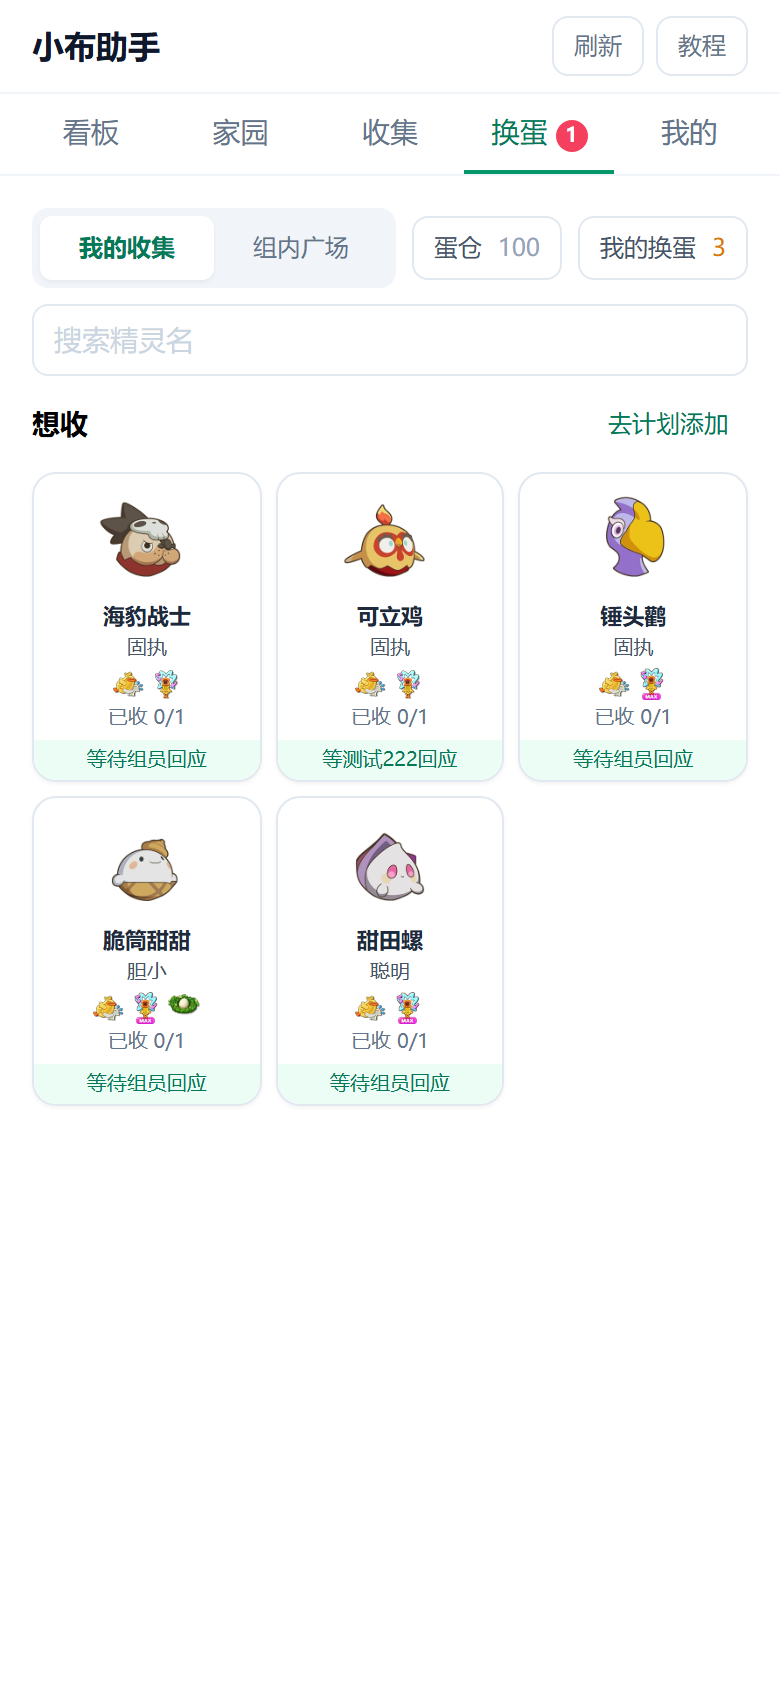 小布助手
刷新
教程
看板
家园
收集
换蛋 1
我的
我的收集
组内广场
蛋仓 100
我的换蛋 3
搜索精灵名
想收
去计划添加
海豹战士
固执
已收 0/1
等待组员回应
可立鸡
固执
已收 0/1
等测试222回应
锤头鹳
固执
MAX
已收 0/1
等待组员回应
脆筒甜甜
胆小
MAX
已收 0/1
等待组员回应
甜田螺
聪明
MAX
已收 0/1
等待组员回应